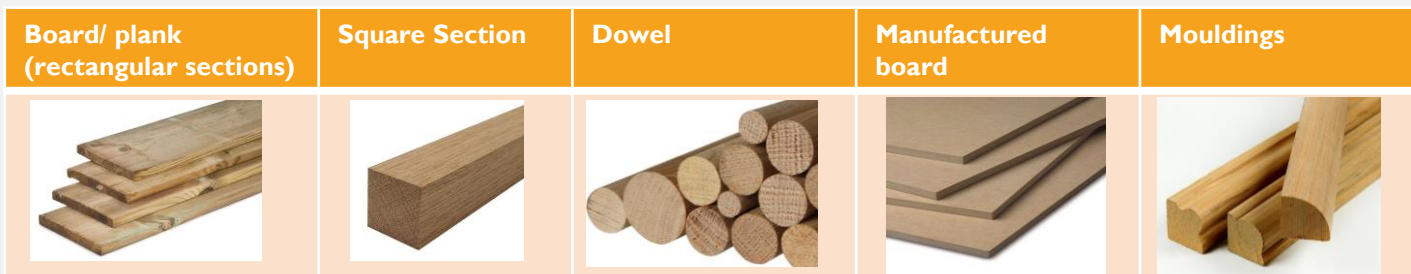 Board/ plank
(rectangular sections)
Square Section
Dowel
Manufactured
board
Mouldings